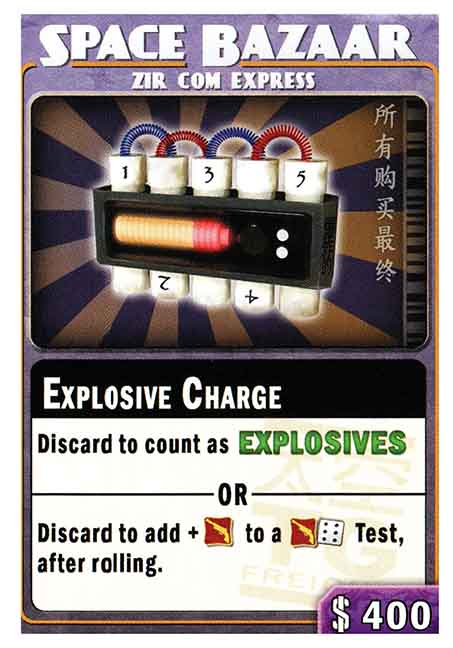 SPACE BAZAAR
ZIR COM EXPRESS
所有购买最终
1 3 5
2 4
EXPLOSIVE CHARGE
Discard to count as EXPLOSIVES
OR
Discard to add + to a Test,
after rolling.
$ 400